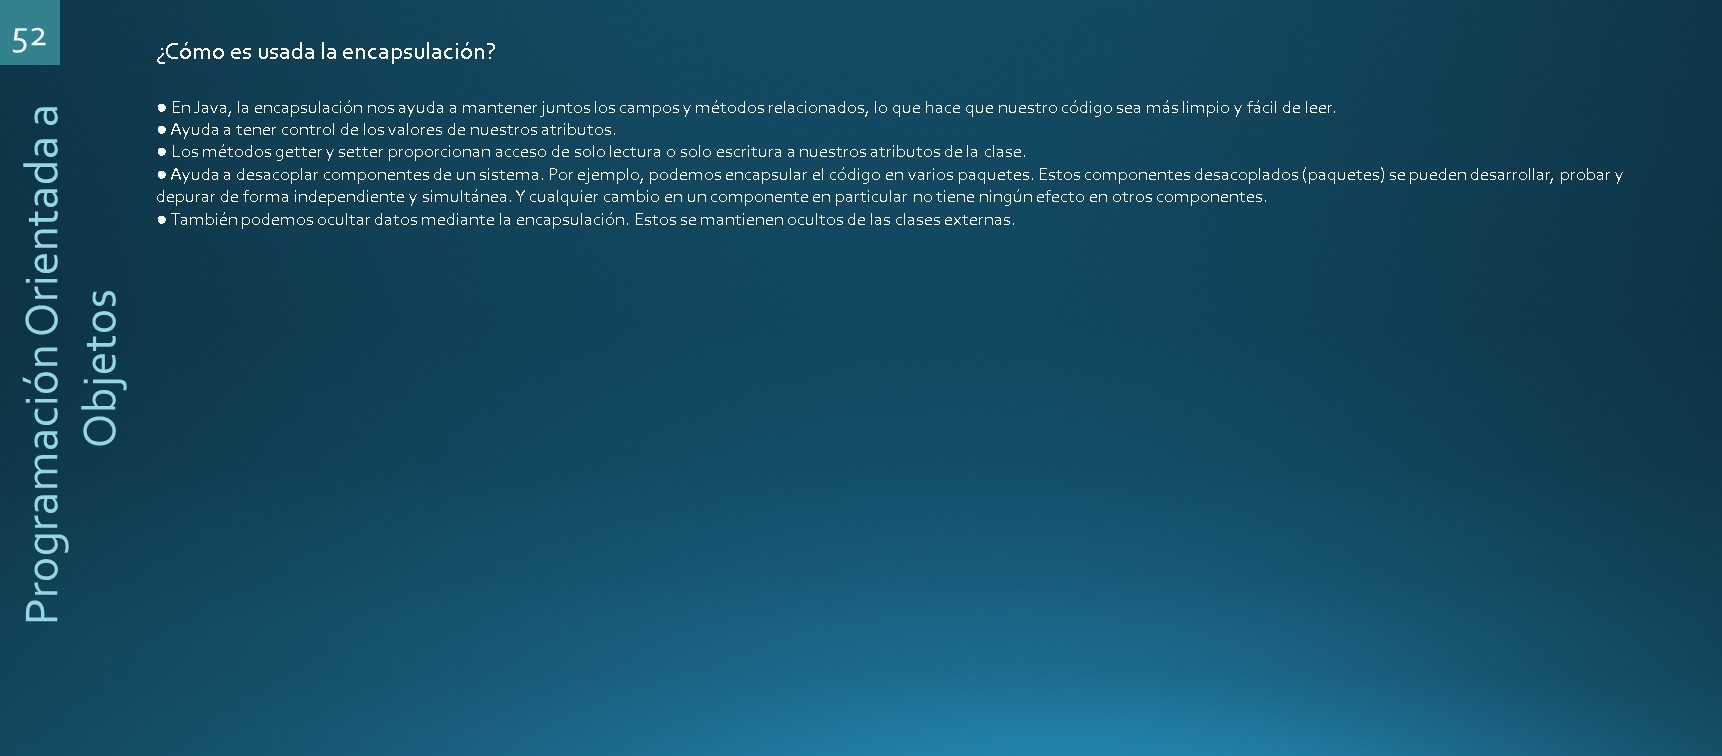 52
Programación Orientada a
Objetos
¿Cómo es usada la encapsulación?
● En Java, la encapsulación nos ayuda a mantener juntos los campos y métodos relacionados, lo que hace que nuestro código sea más limpio y fácil de leer.
● Ayuda a tener control de los valores de nuestros atributos.
● Los métodos getter y setter proporcionan acceso de solo lectura o solo escritura a nuestros atributos de la clase.
● Ayuda a desacoplar componentes de un sistema. Por ejemplo, podemos encapsular el código en varios paquetes. Estos componentes desacoplados (paquetes) se pueden desarrollar, probar y
depurar de forma independiente y simultánea. Y cualquier cambio en un componente en particular no tiene ningún efecto en otros componentes.
● También podemos ocultar datos mediante la encapsulación. Estos se mantienen ocultos de las clases externas.